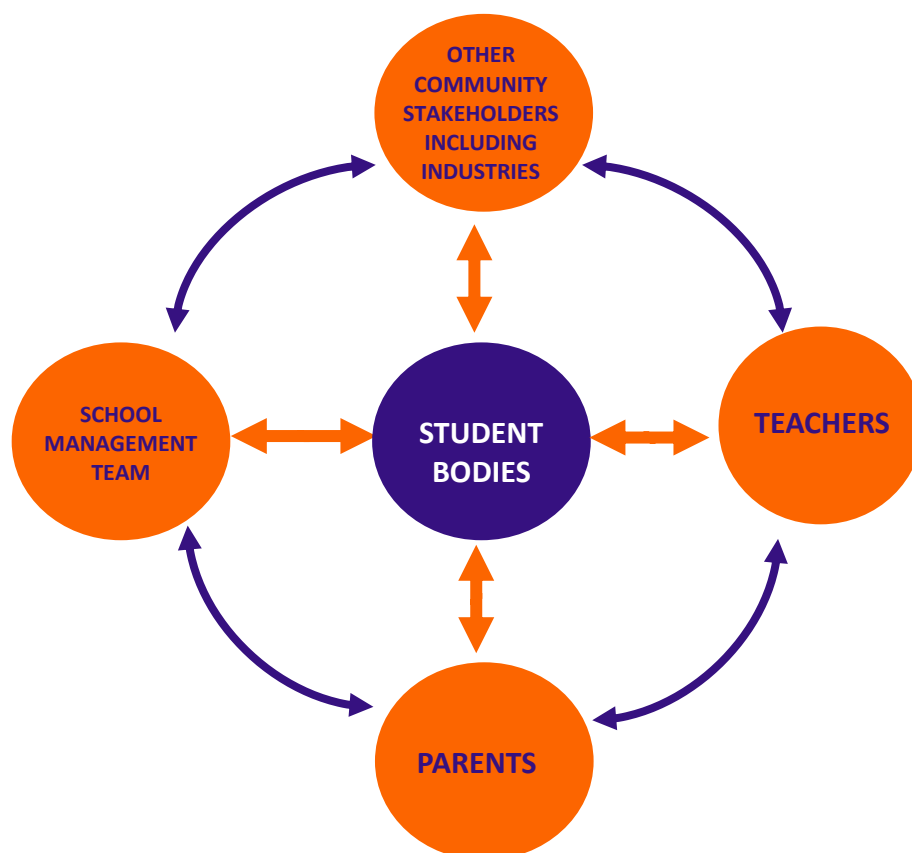 OTHER
COMMUNITY
STAKEHOLDERS
INCLUDING
INDUSTRIES
SCHOOL
MANAGEMENT
TEAM
STUDENT
BODIES
TEACHERS
PARENTS